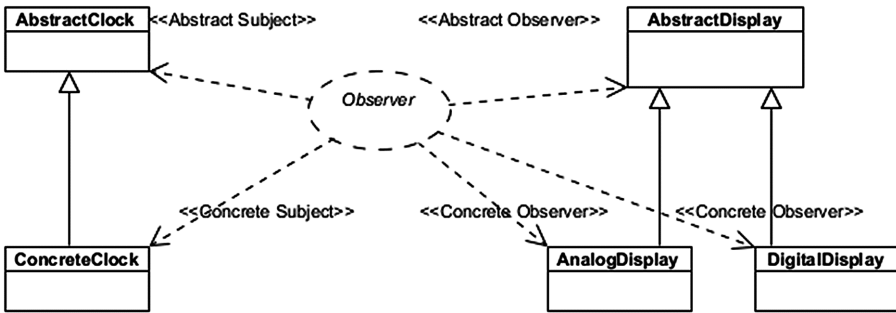 AbstractClock <<Abstract Subject>> <<Abstract Observer>> AbstractDisplay
Observer
<<Concrete Subject>> <<Concrete Observer>> <<Concrete Observer>>
ConcreteClock AnalogDisplay DigitalDisplay